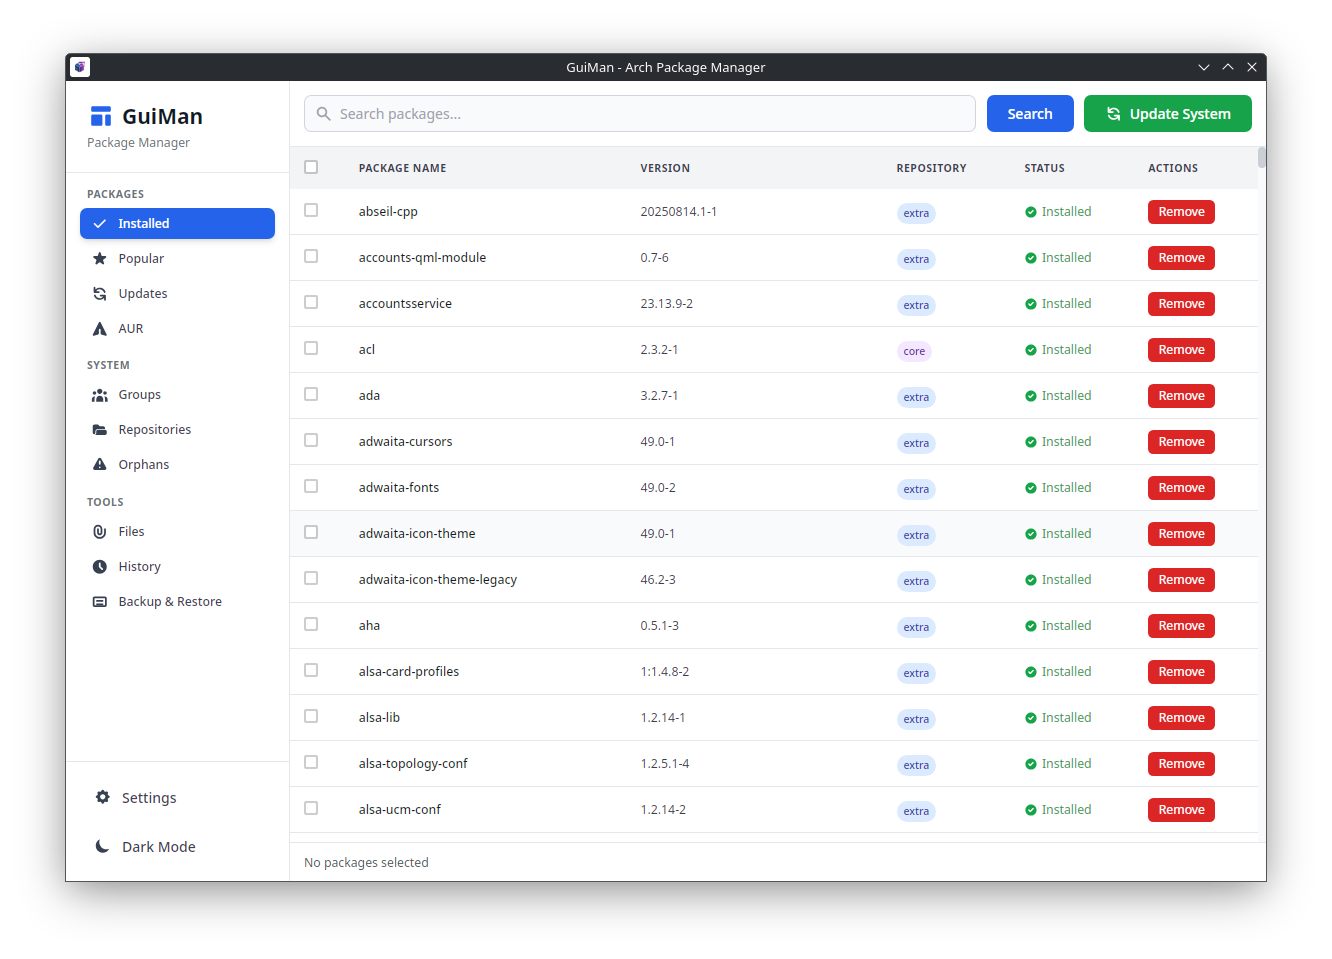 GuiMan - Arch Package Manager
GuiMan
Package Manager
PACKAGES
Installed
Popular
Updates
AUR
SYSTEM
Groups
Repositories
Orphans
TOOLS
Files
History
Backup & Restore
Settings
Dark Mode
Search packages...
Search
Update System
PACKAGE NAME VERSION REPOSITORY STATUS ACTIONS
abseil-cpp 20250814.1-1 extra Installed Remove
accounts-qml-module 0.7-6 extra Installed Remove
accountsservice 23.13.9-2 extra Installed Remove
acl 2.3.2-1 core Installed Remove
ada 3.2.7-1 extra Installed Remove
adwaita-cursors 49.0-1 extra Installed Remove
adwaita-fonts 49.0-2 extra Installed Remove
adwaita-icon-theme 49.0-1 extra Installed Remove
adwaita-icon-theme-legacy 46.2-3 extra Installed Remove
aha 0.5.1-3 extra Installed Remove
alsa-card-profiles 1:1.4.8-2 extra Installed Remove
alsa-lib 1.2.14-1 extra Installed Remove
alsa-topology-conf 1.2.5.1-4 extra Installed Remove
alsa-ucm-conf 1.2.14-2 extra Installed Remove
No packages selected